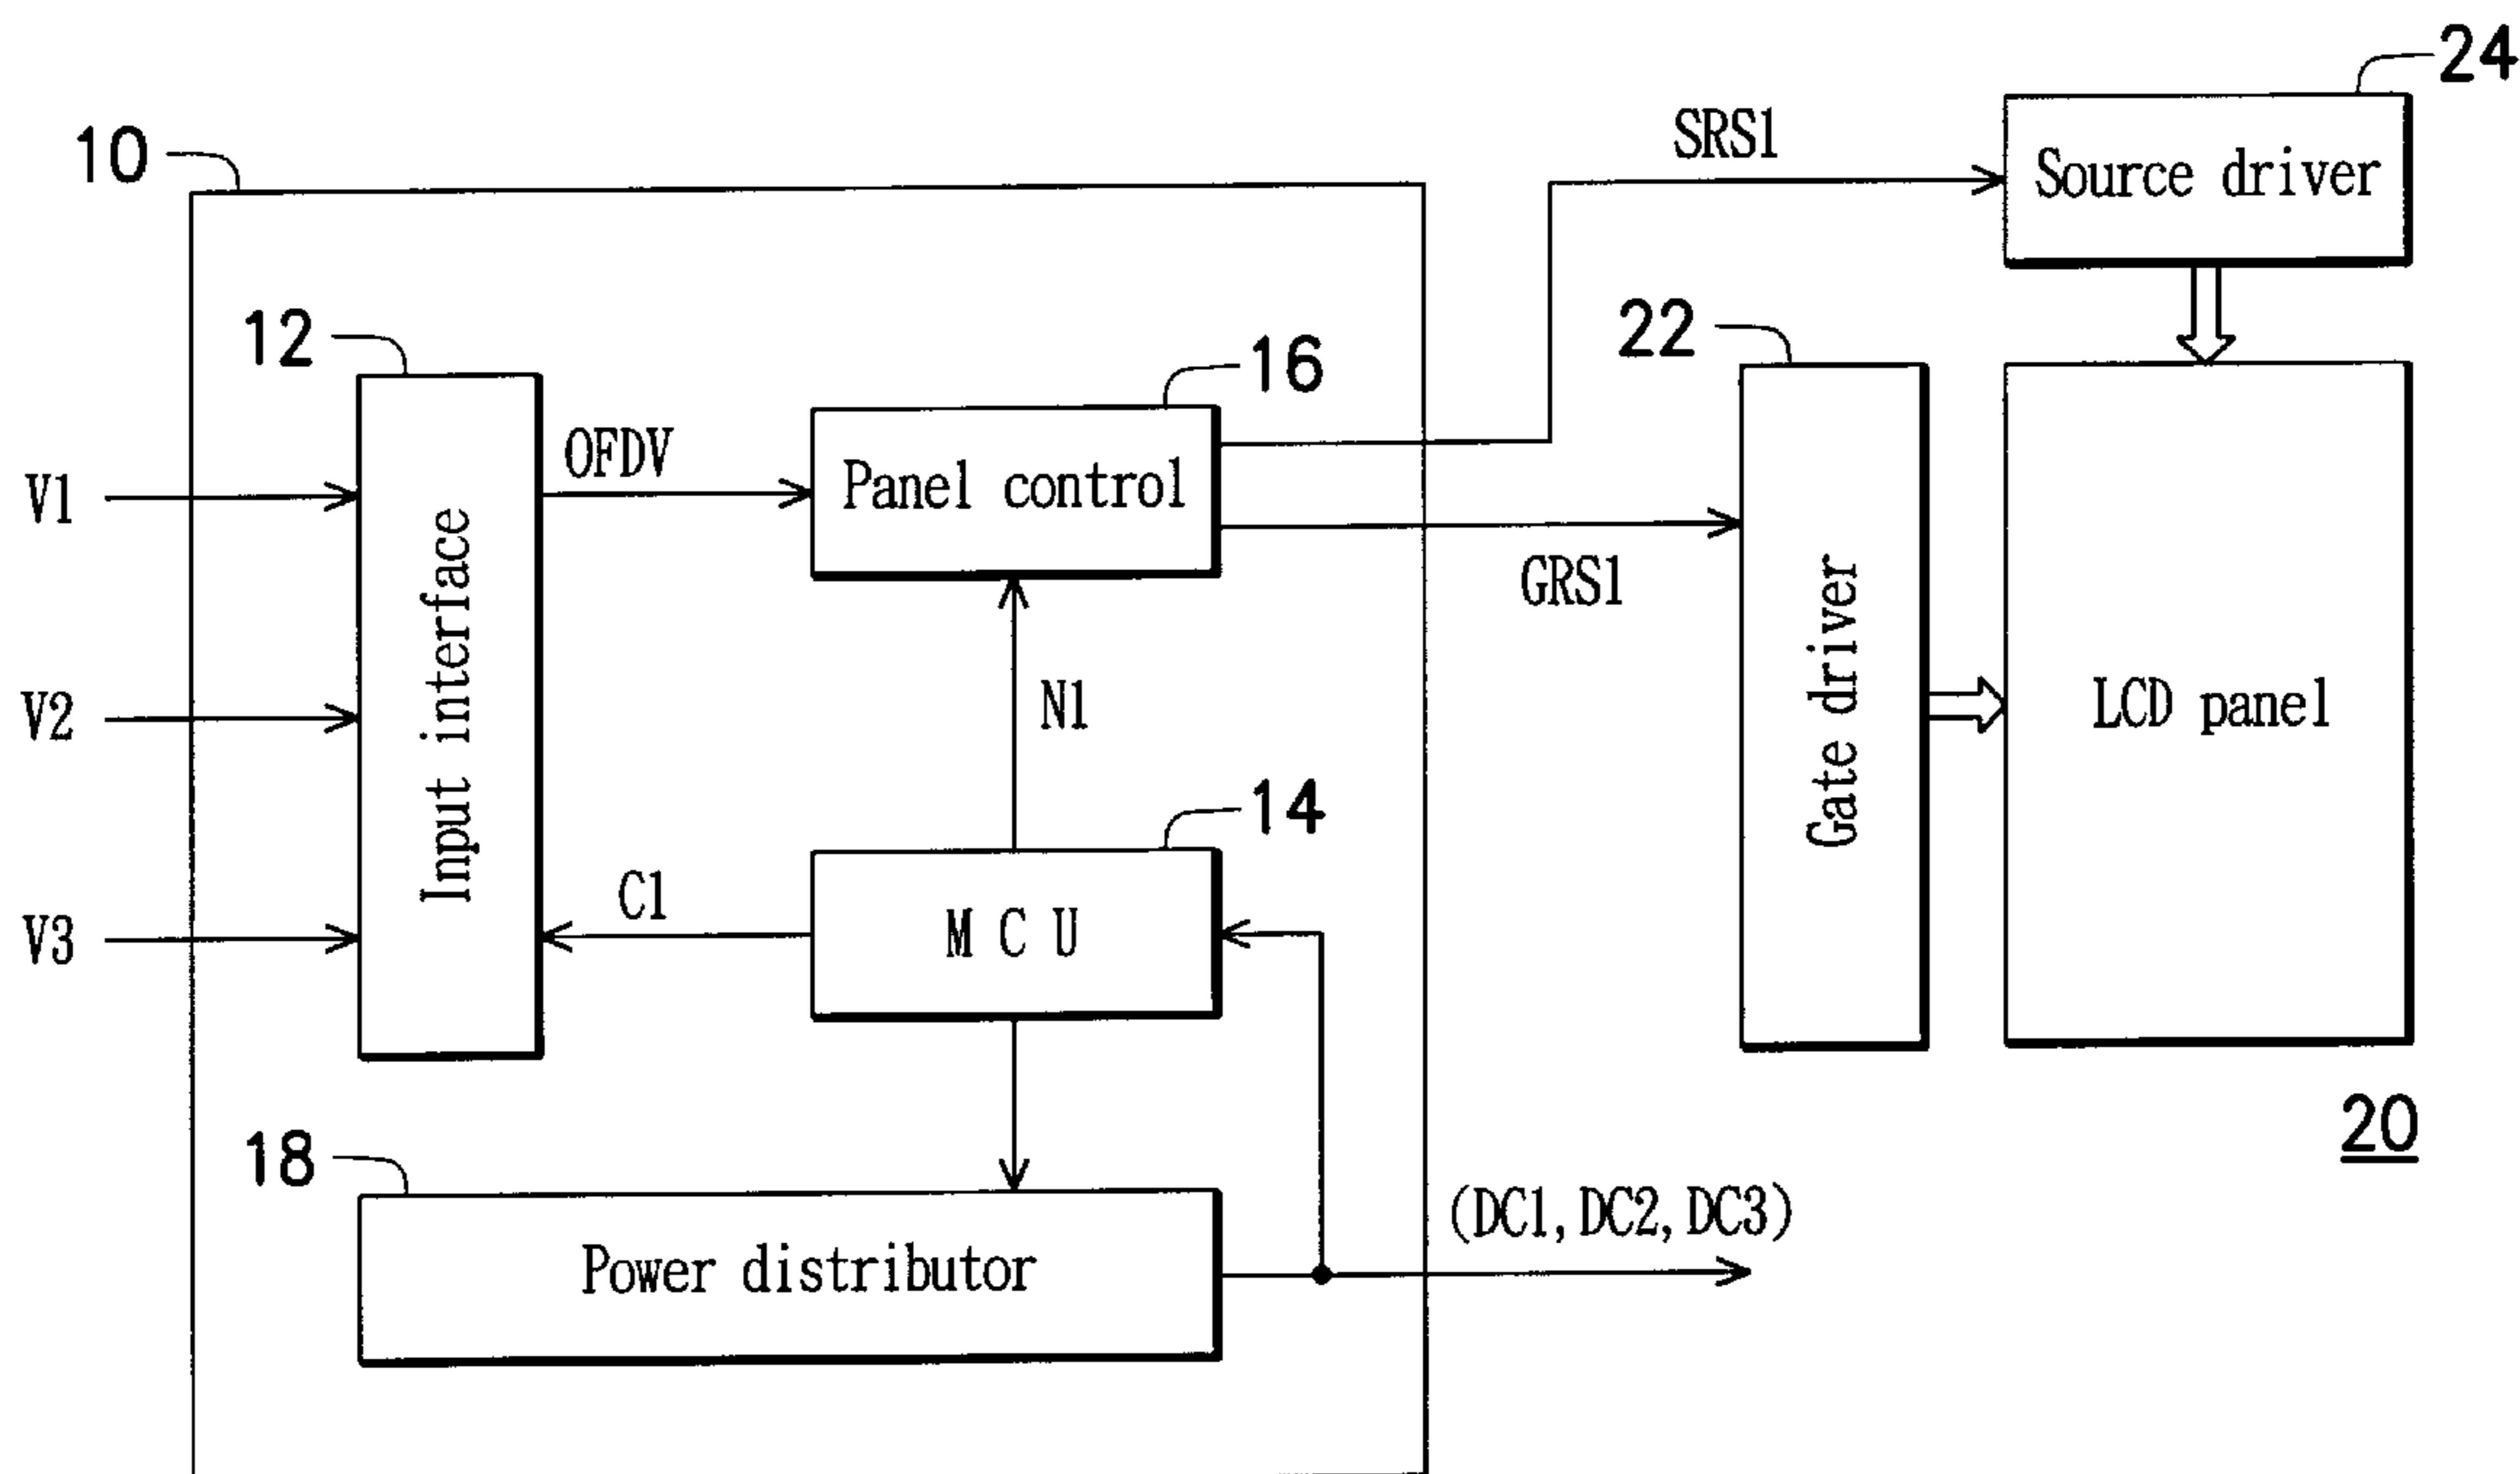 24
SRS1
10
Source driver
12
22
16
OFDV
Panel control
V1
GRS1
Input interface
Gate driver
N1
LCD panel
V2
14
C1
M C U
V3
20
18
(DC1, DC2, DC3)
Power distributor